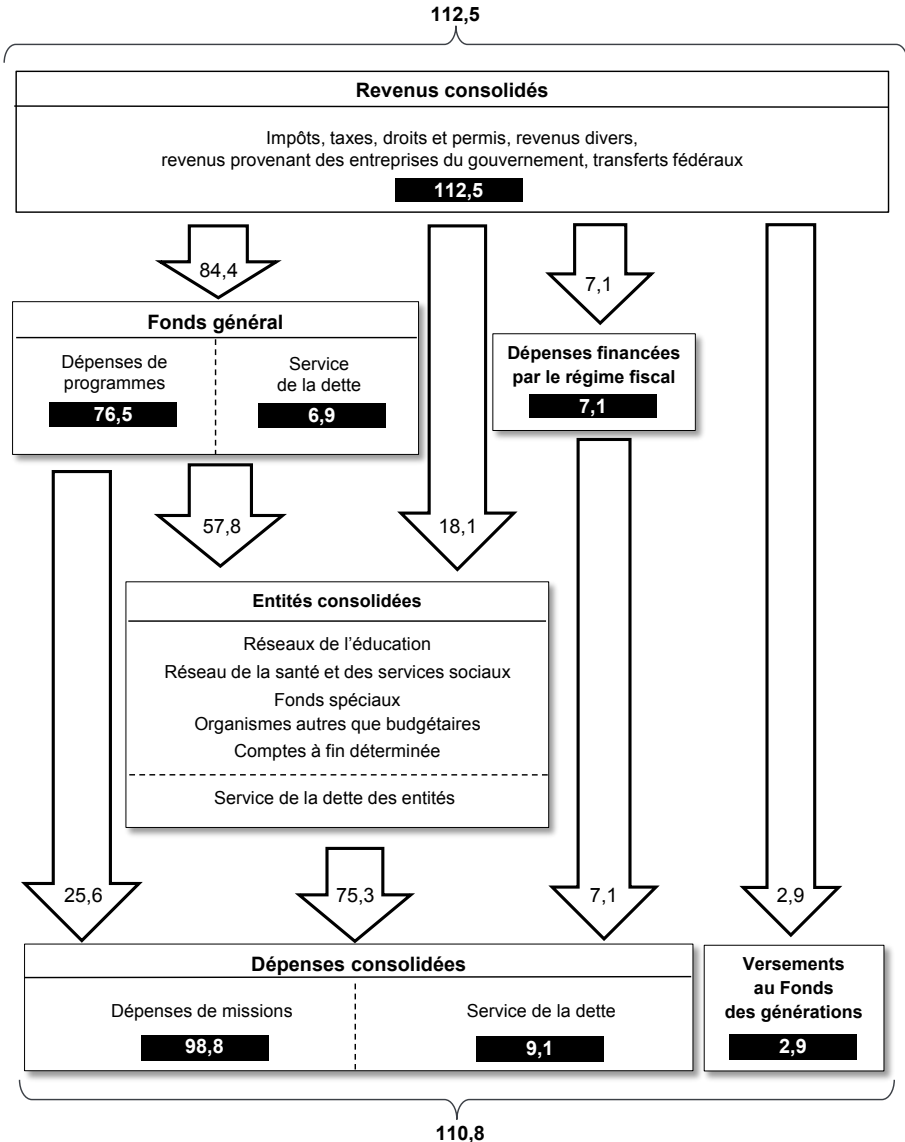 112,5
Revenus consolidés
Impôts, taxes, droits et permis, revenus divers,
revenus provenant des entreprises du gouvernement, transferts fédéraux
112,5
84,4
7,1
Fonds général
Dépenses de
programmes
76,5
Service
de la dette
6,9
Dépenses financées
par le régime fiscal
7,1
57,8
18,1
Entités consolidées
Réseaux de l'éducation
Réseau de la santé et des services sociaux
Fonds spéciaux
Organismes autres que budgétaires
Comptes à fin déterminée
Service de la dette des entités
25,6
75,3
7,1
2,9
Dépenses consolidées
Dépenses de missions
98,8
Service de la dette
9,1
Versements
au Fonds
des générations
2,9
110,8